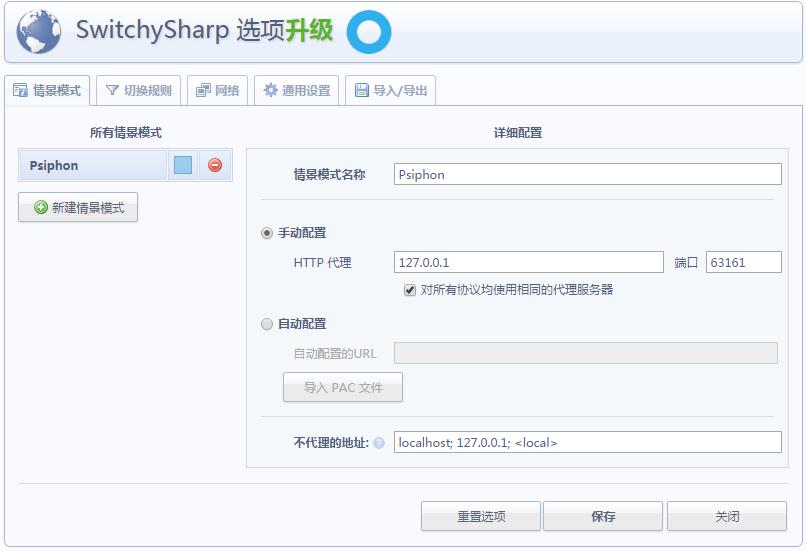 SwitchySharp 选项升级
情景模式 切换规则 网络 通用设置 导入/导出
所有情景模式
Psiphon
新建情景模式
详细配置
情景模式名称 Psiphon
手动配置
HTTP 代理 127.0.0.1 端口 63161
对所有协议均使用相同的代理服务器
自动配置
自动配置的URL
导入 PAC 文件
不代理的地址: localhost; 127.0.0.1; <local>
重置选项 保存 关闭